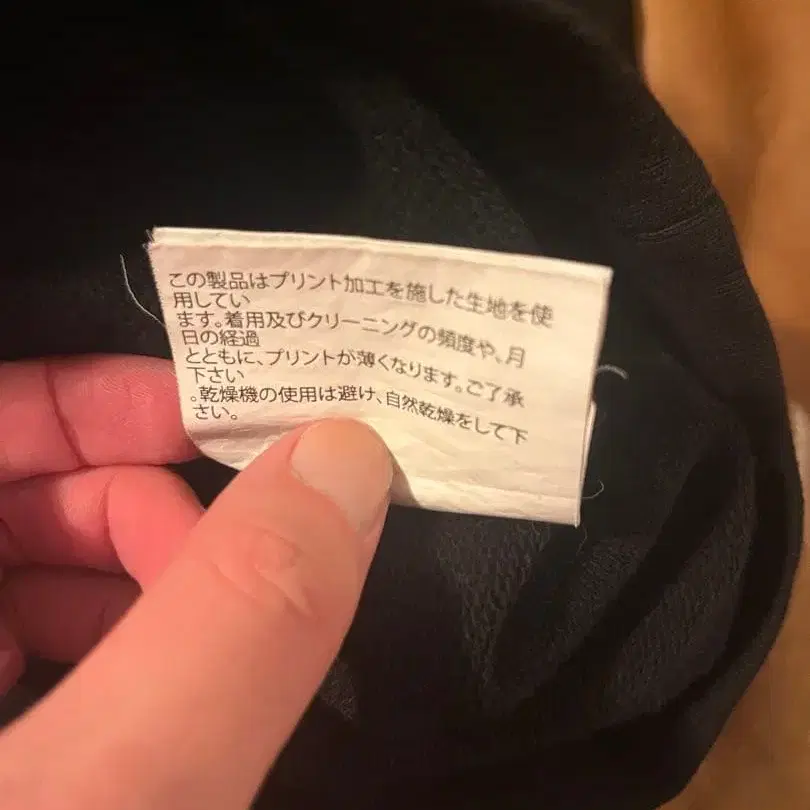 この製品はプリント加工を施した生地を使
用してい
ます。着用及びクリーニングの頻度や、月
日の経過
とともに、プリントが薄くなります。ご了承
下さい
。乾燥機の使用は避け、自然乾燥をして下
さい。